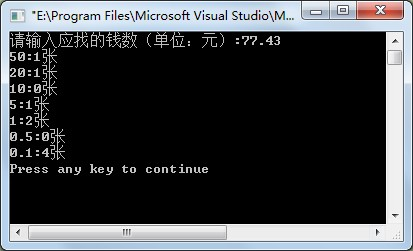 "E:\Program Files\Microsoft Visual Studio\M...
请输入应找的钱数（单位：元）:77.43
50:1张
20:1张
10:0张
5:1张
1:2张
0.5:0张
0.1:4张
Press any key to continue